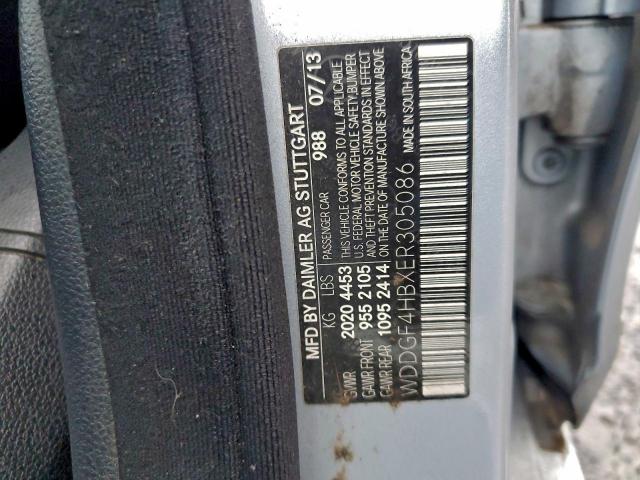 MFD BY DAIMLER AG STUTTGART
988 07/13
KG LBS PASSENGER CAR
GVWR 2020 4453 THIS VEHICLE CONFORMS TO ALL APPLICABLE
U.S. FEDERAL MOTOR VEHICLE SAFETY, BUMPER
GAWR FRONT 955 2105 AND THEFT PREVENTION STANDARDS IN EFFECT
GAWR REAR 1095 2414 ON THE DATE OF MANUFACTURE SHOWN ABOVE
WDDGF4HBXER305086 MADE IN SOUTH AFRICA